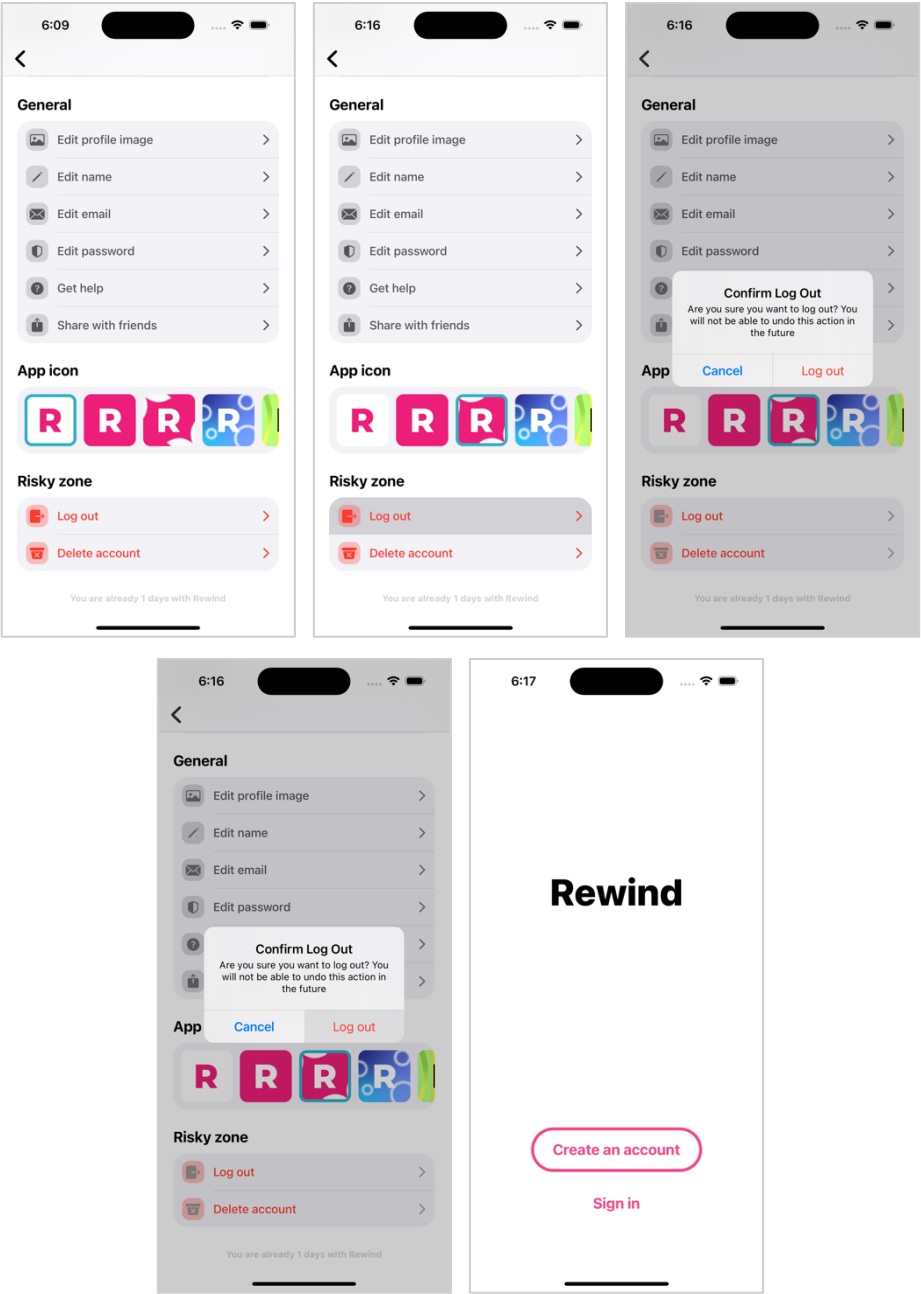 6:09
General
Edit profile image
Edit name
Edit email
Edit password
Get help
Share with friends
App icon
R R R R
Risky zone
Log out
Delete account
You are already 1 days with Rewind
6:16
General
Edit profile image
Edit name
Edit email
Edit password
Get help
Share with friends
App icon
R R R R
Risky zone
Log out
Delete account
You are already 1 days with Rewind
6:16
General
Edit profile image
Edit name
Edit email
Edit password
Confirm Log Out
Are you sure you want to log out? You
will not be able to undo this action in
the future
Cancel Log out
App
R R R R
Risky zone
Log out
Delete account
You are already 1 days with Rewind
6:16
General
Edit profile image
Edit name
Edit email
Edit password
Confirm Log Out
Are you sure you want to log out? You
will not be able to undo this action in
the future
Cancel Log out
App
R R R R
Risky zone
Log out
Delete account
You are already 1 days with Rewind
6:17
Rewind
Create an account
Sign in